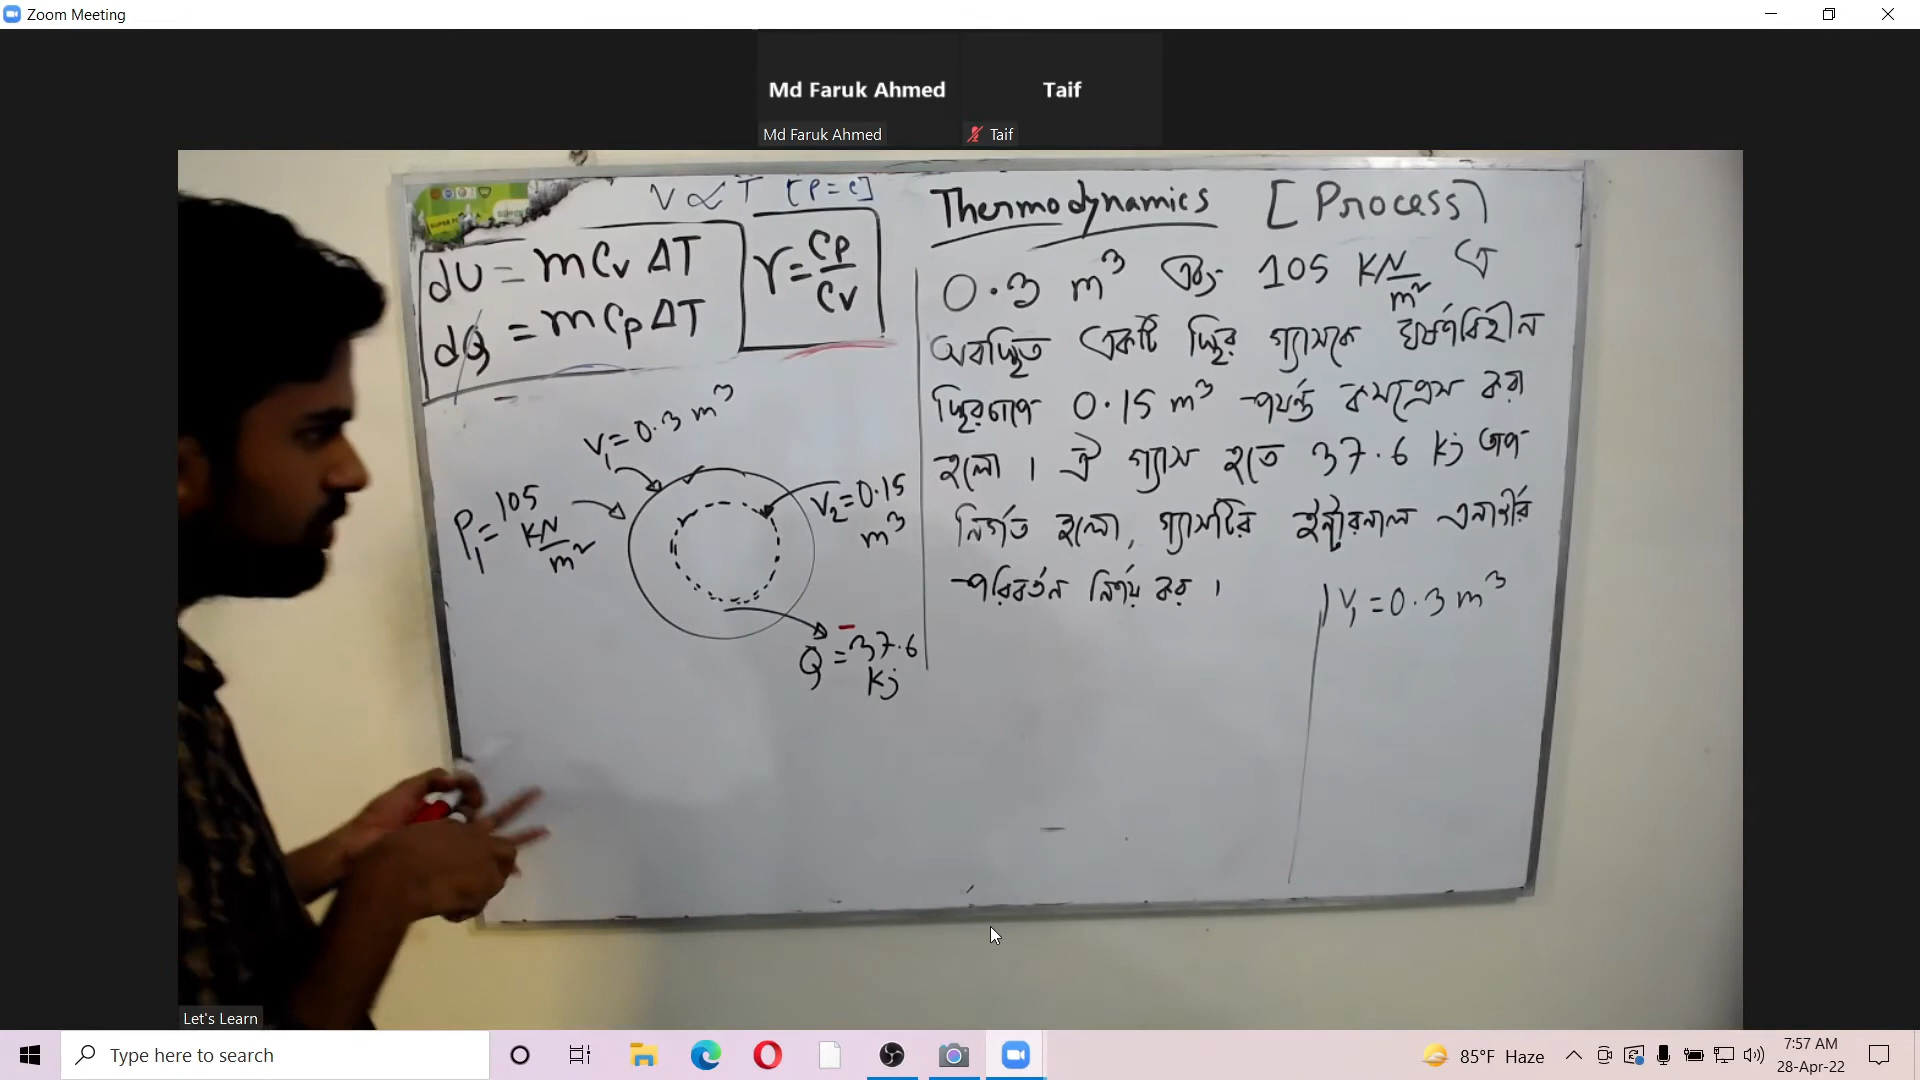 Zoom Meeting
Md Faruk Ahmed
Taif
Md Faruk Ahmed
Taif
V ∝ T [P = c]
dU = mCv ΔT
dQ = mCp ΔT
γ = Cp/Cv
V₁ = 0.3 m³
P₁ = 105 KN/m²
V₂ = 0.15 m³
Q = -37.6 Kj
Thermodynamics [Process]
0.3 m³ এবং 105 KN/m² এ
অবস্থিত একটি স্থির গ্যাসকে ঘর্ষণবিহীন
স্থিরচাপে 0.15 m³ পর্যন্ত কমপ্রেস করা
হলো । ঐ গ্যাস হতে 37.6 Kj তাপ
নির্গত হলো, গ্যাসটির ইন্টারনাল এনার্জির
পরিবর্তন নির্ণয় কর ।
V₁ = 0.3 m³
Let's Learn
Type here to search
85°F Haze
7:57 AM
28-Apr-22